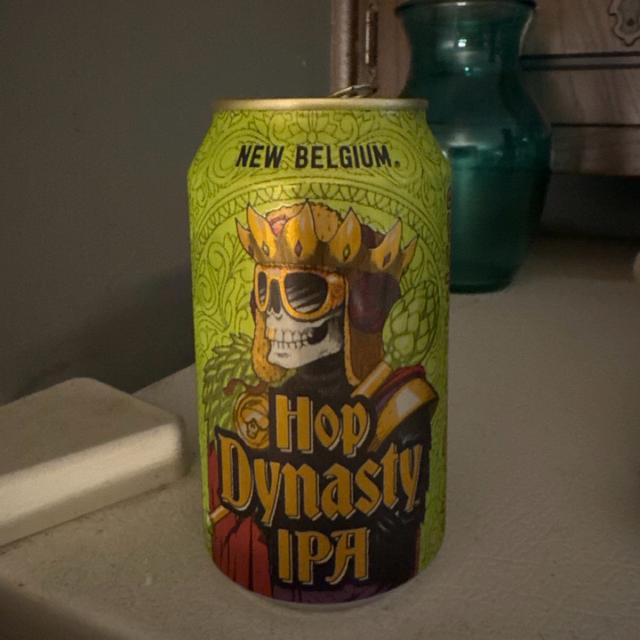 NEW BELGIUM.
Hop
Dynasty
IPA